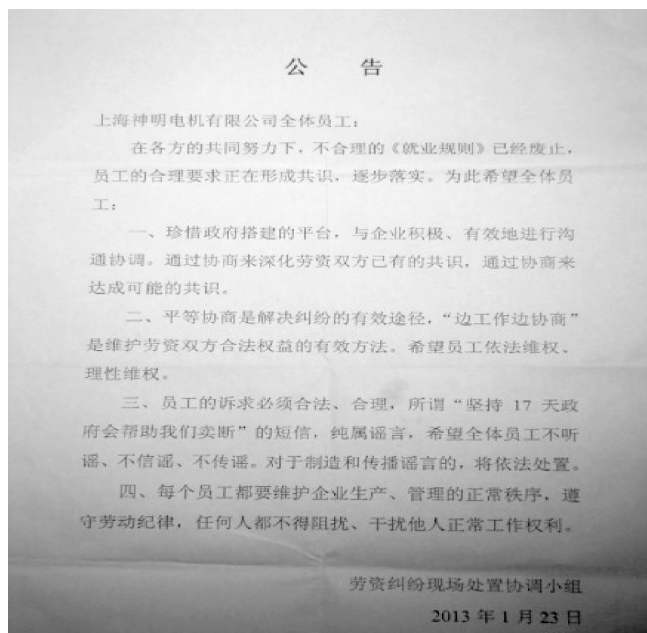 公 告
上海神明电机有限公司全体员工：
在各方的共同努力下，不合理的《就业规则》已经废止，
员工的合理要求正在形成共识，逐步落实。为此希望全体员
工：
一、珍惜政府搭建的平台，与企业积极、有效地进行沟
通协调。通过协商来深化劳资双方已有的共识，通过协商来
达成可能的共识。
二、平等协商是解决纠纷的有效途径，“边工作边协商”
是维护劳资双方合法权益的有效方法。希望员工依法维权、
理性维权。
三、员工的诉求必须合法、合理，所谓“坚持 17 天政
府会帮助我们卖断”的短信，纯属谣言，希望全体员工不听
谣、不信谣、不传谣。对于制造和传播谣言的，将依法处置。
四、每个员工都要维护企业生产、管理的正常秩序，遵
守劳动纪律，任何人都不得阻扰、干扰他人正常工作权利。
劳资纠纷现场处置协调小组
2013 年 1 月 23 日